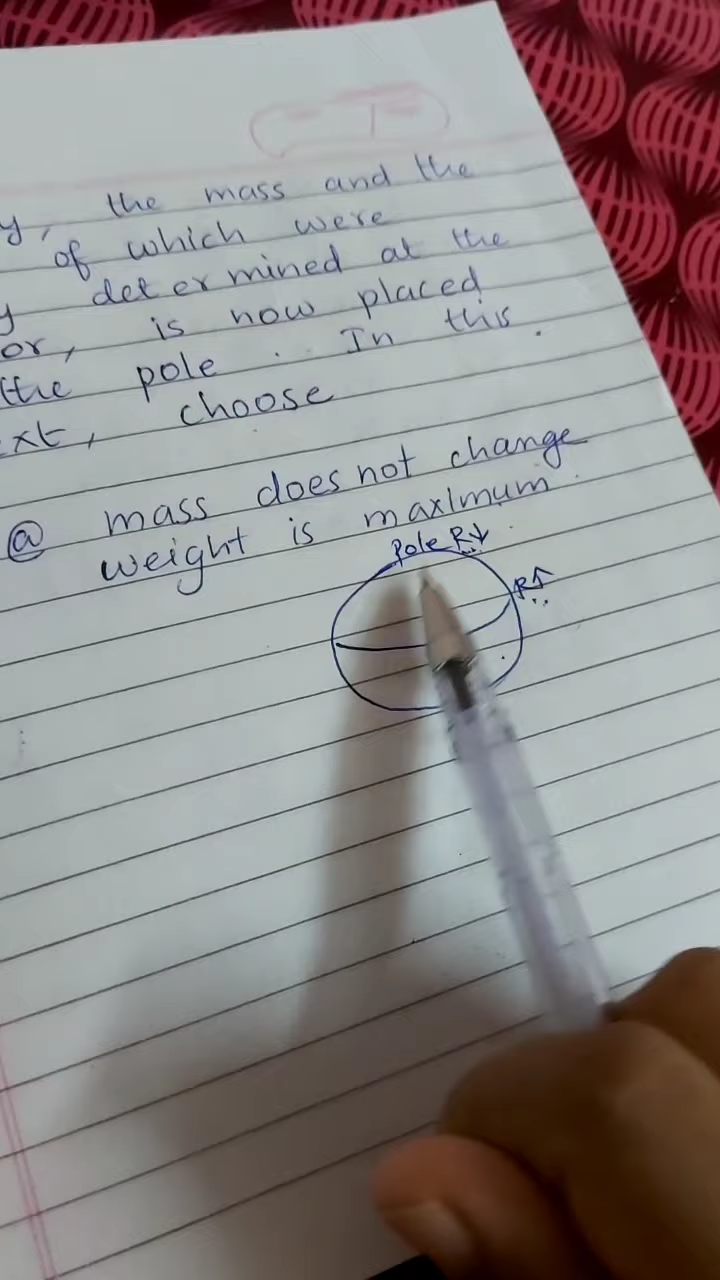 y, the mass and the
of which were
y determined at the
or, is now placed
the pole. In this
xt, choose
ⓐ mass does not change
weight is maximum
Pole R↓
R↑